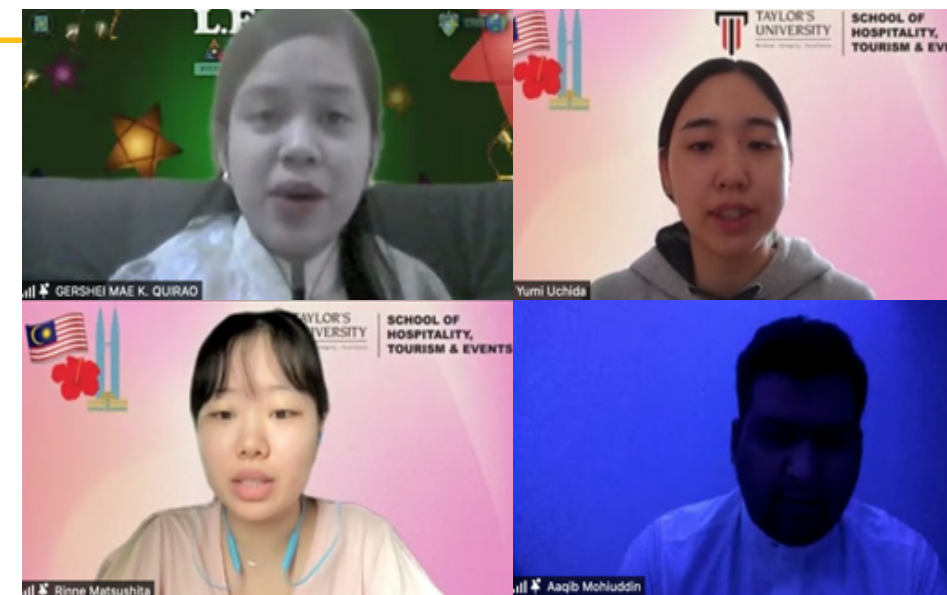 L.F
GERSHEI MAE K. QUIRAO
TAYLOR'S
UNIVERSITY
SCHOOL OF
HOSPITALITY,
TOURISM & EVE
Yumi Uchida
TAYLOR'S
UNIVERSITY
SCHOOL OF
HOSPITALITY,
TOURISM & EVENTS
Rinne Matsushita
Aaqib Mohiuddin